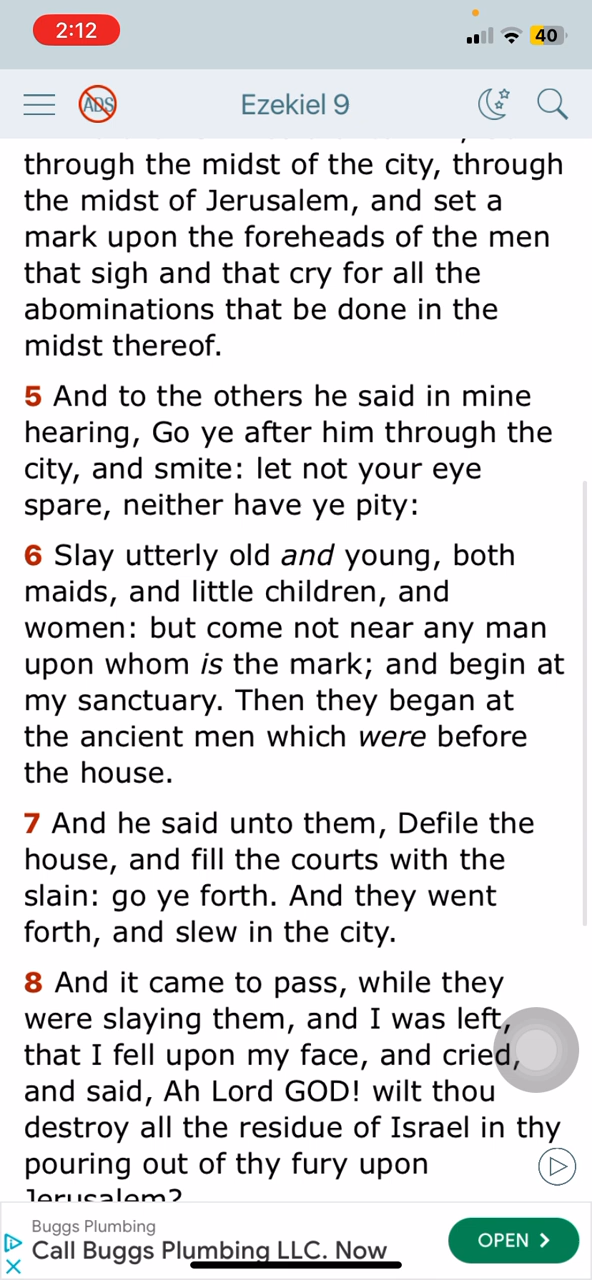 2:12
40
ADS
Ezekiel 9
through the midst of the city, through
the midst of Jerusalem, and set a
mark upon the foreheads of the men
that sigh and that cry for all the
abominations that be done in the
midst thereof.
5 And to the others he said in mine
hearing, Go ye after him through the
city, and smite: let not your eye
spare, neither have ye pity:
6 Slay utterly old and young, both
maids, and little children, and
women: but come not near any man
upon whom is the mark; and begin at
my sanctuary. Then they began at
the ancient men which were before
the house.
7 And he said unto them, Defile the
house, and fill the courts with the
slain: go ye forth. And they went
forth, and slew in the city.
8 And it came to pass, while they
were slaying them, and I was left,
that I fell upon my face, and cried,
and said, Ah Lord GOD! wilt thou
destroy all the residue of Israel in thy
pouring out of thy fury upon
Jerusalem?
Buggs Plumbing
Call Buggs Plumbing LLC. Now
OPEN